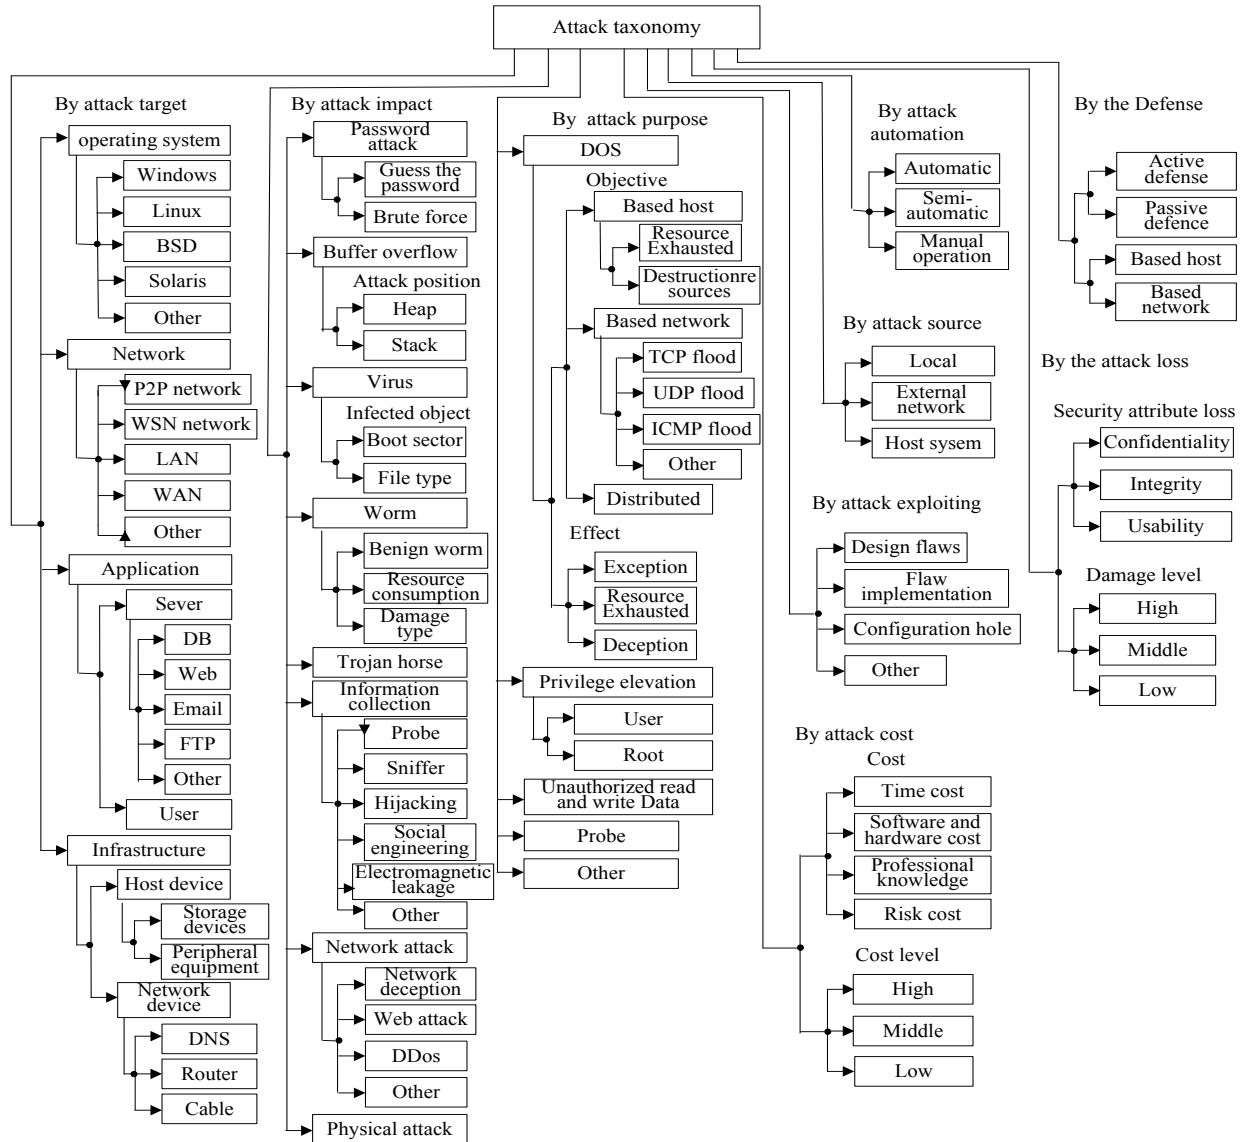 Attack taxonomy
By attack target
operating system
Windows
Linux
BSD
Solaris
Other
Network
P2P network
WSN network
LAN
WAN
Other
Application
Sever
DB
Web
Email
FTP
Other
User
Infrastructure
Host device
Storage
devices
Peripheral
equipment
Network
device
DNS
Router
Cable
By attack impact
Password
attack
Guess the
password
Brute force
Buffer overflow
Attack position
Heap
Stack
Virus
Infected object
Boot sector
File type
Worm
Benign worm
Resource
consumption
Damage
type
Trojan horse
Information
collection
Probe
Sniffer
Hijacking
Social
engineering
Electromagnetic
leakage
Other
Network attack
Network
deception
Web attack
DDos
Other
Physical attack
By attack purpose
DOS
Objective
Based host
Resource
Exhausted
Destructionre
sources
Based network
TCP flood
UDP flood
ICMP flood
Other
Distributed
Effect
Exception
Resource
Exhausted
Deception
Privilege elevation
User
Root
Unauthorized read
and write Data
Probe
Other
By attack
automation
Automatic
Semi-
automatic
Manual
operation
By attack source
Local
External
network
Host sysem
By attack exploiting
Design flaws
Flaw
implementation
Configuration hole
Other
By attack cost
Cost
Time cost
Software and
hardware cost
Professional
knowledge
Risk cost
Cost level
High
Middle
Low
By the Defense
Active
defense
Passive
defence
Based host
Based
network
By the attack loss
Security attribute loss
Confidentiality
Integrity
Usability
Damage level
High
Middle
Low